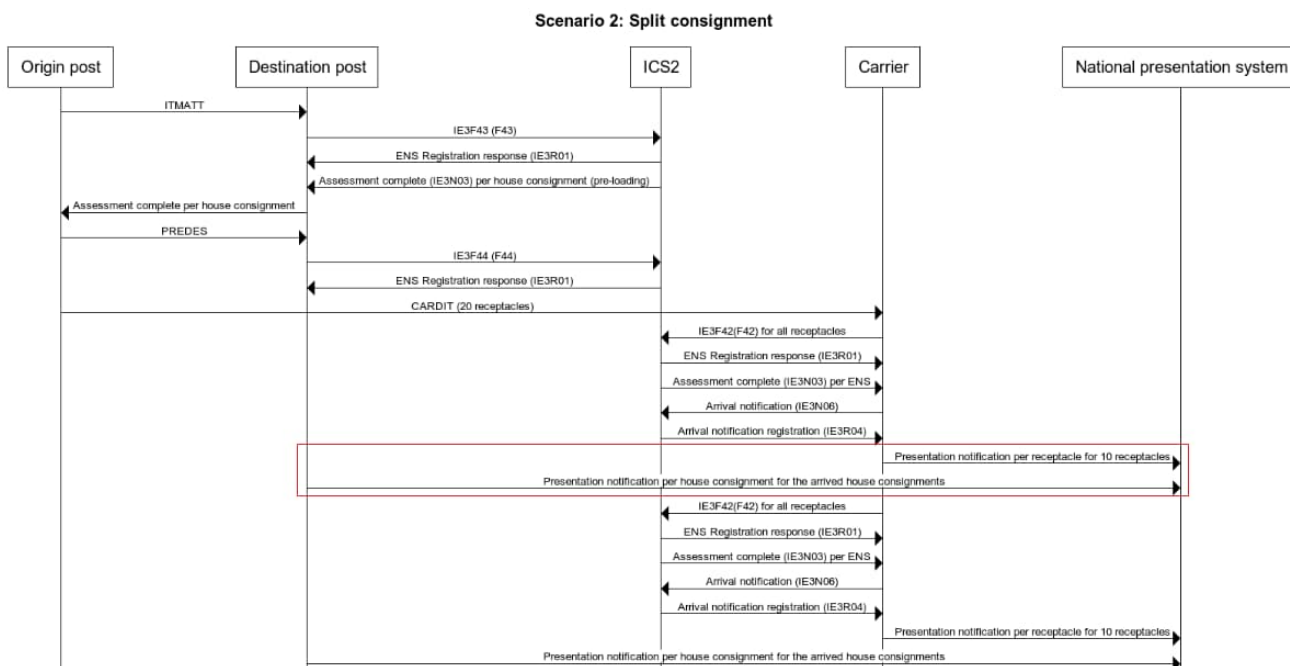 Scenario 2: Split consignment
Origin post
Destination post
ICS2
Carrier
National presentation system
ITMATT
IE3F43 (F43)
ENS Registration response (IE3R01)
Assessment complete (IE3N03) per house consignment (pre-loading)
Assessment complete per house consignment
PREDES
IE3F44 (F44)
ENS Registration response (IE3R01)
CARDIT (20 receptacles)
IE3F42(F42) for all receptacles
ENS Registration response (IE3R01)
Assessment complete (IE3N03) per ENS
Arrival notification (IE3N06)
Arrival notification registration (IE3R04)
Presentation notification per receptacle for 10 receptacles
Presentation notification per house consignment for the arrived house consignments
IE3F42(F42) for all receptacles
ENS Registration response (IE3R01)
Assessment complete (IE3N03) per ENS
Arrival notification (IE3N06)
Arrival notification registration (IE3R04)
Presentation notification per receptacle for 10 receptacles
Presentation notification per house consignment for the arrived house consignments